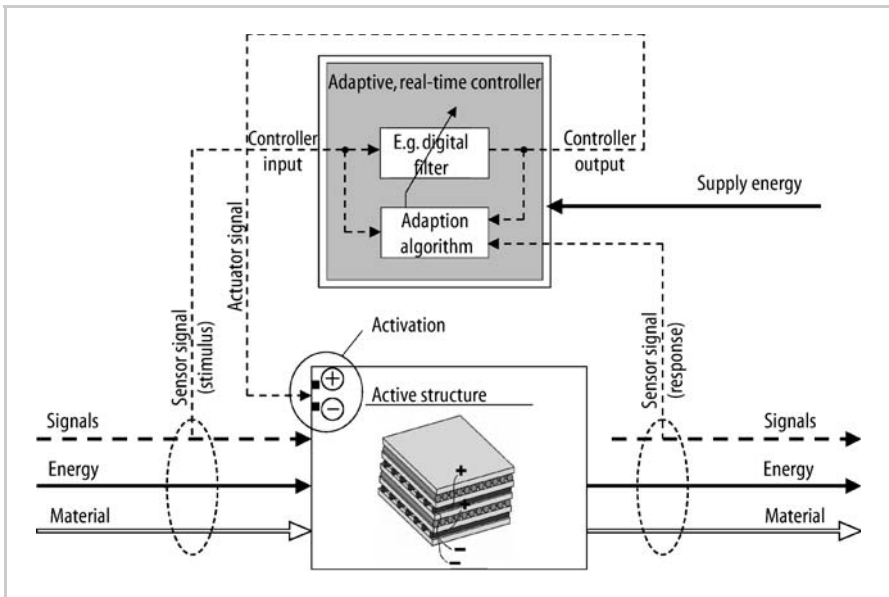 Adaptive, real-time controller
Controller
input
E.g. digital
filter
Controller
output
Supply energy
Adaption
algorithm
Actuator signal
Sensor signal
(stimulus)
Sensor signal
(response)
Activation
+
−
Active structure
Signals
Signals
Energy
Energy
Material
Material
+
+
−
−